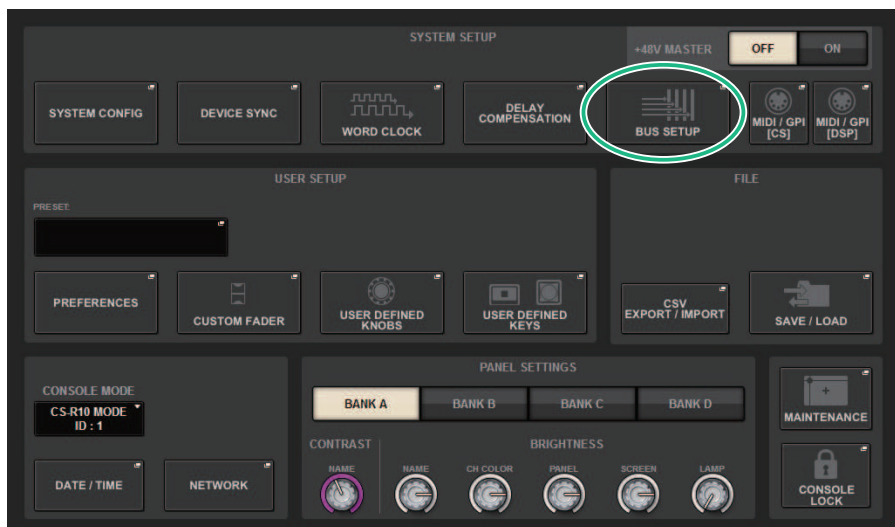 SYSTEM SETUP
+48V MASTER
OFF
ON
SYSTEM CONFIG
DEVICE SYNC
WORD CLOCK
DELAY
COMPENSATION
BUS SETUP
MIDI / GPI
[CS]
MIDI / GPI
[DSP]
USER SETUP
PRESET
PREFERENCES
CUSTOM FADER
USER DEFINED
KNOBS
USER DEFINED
KEYS
FILE
CSV
EXPORT / IMPORT
SAVE / LOAD
CONSOLE MODE
CS-R10 MODE
ID : 1
DATE / TIME
NETWORK
PANEL SETTINGS
BANK A
BANK B
BANK C
BANK D
CONTRAST
BRIGHTNESS
NAME
NAME
CH COLOR
PANEL
SCREEN
LAMP
MAINTENANCE
CONSOLE
LOCK